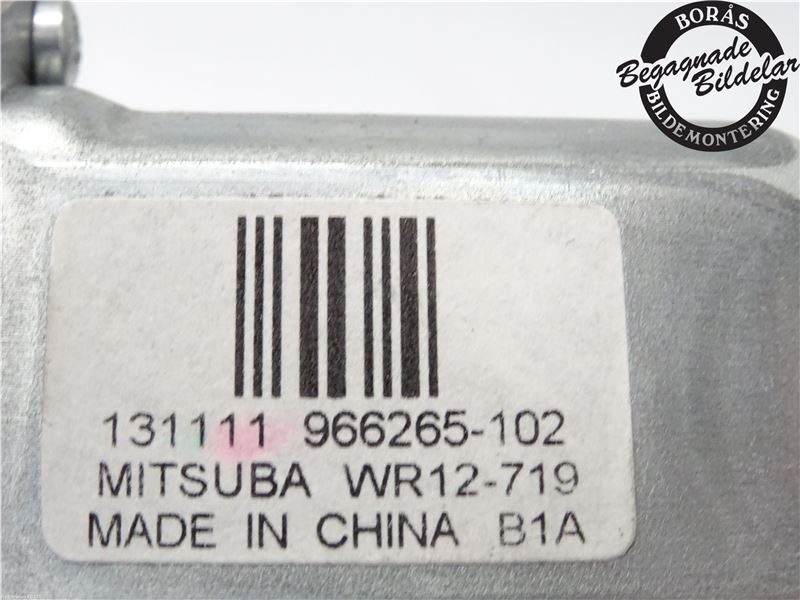 BORÅS
Begagnade
Bildelar
BILDEMONTERING
131111 966265-102
MITSUBA WR12-719
MADE IN CHINA B1A